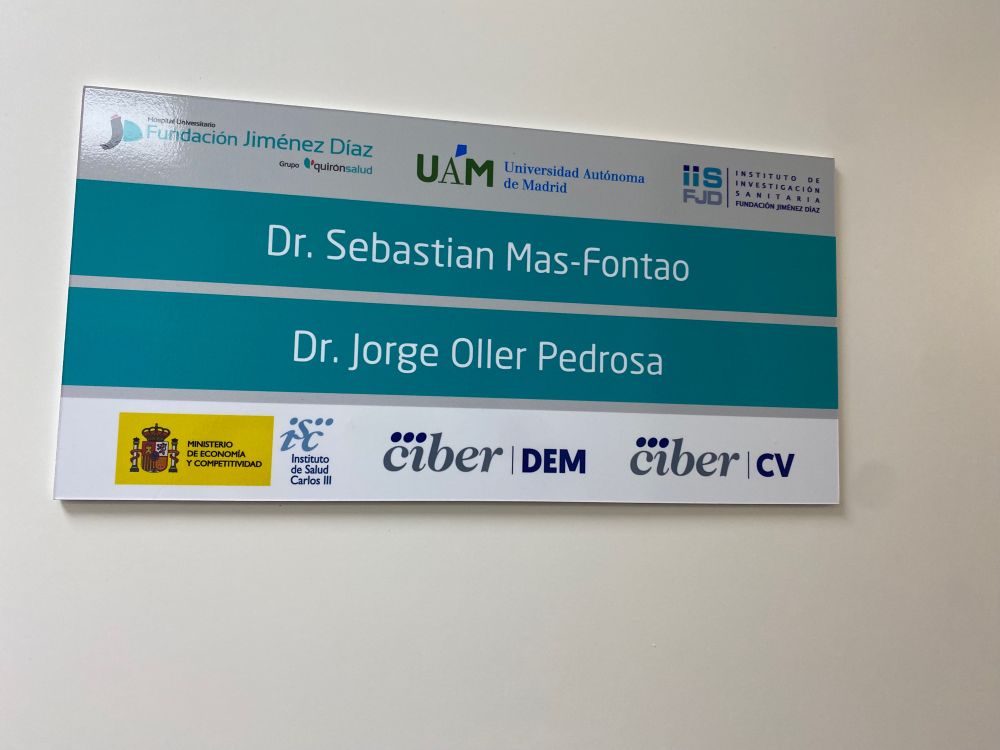 Hospital Universitario
Fundación Jiménez Díaz
Grupo quirónsalud
UAM
Universidad Autónoma
de Madrid
iiS
FJD
INSTITUTO DE
INVESTIGACIÓN
SANITARIA
FUNDACIÓN JIMÉNEZ DÍAZ
Dr. Sebastian Mas-Fontao
Dr. Jorge Oller Pedrosa
MINISTERIO
DE ECONOMÍA
Y COMPETITIVIDAD
isc
Instituto
de Salud
Carlos III
ciber | DEM
ciber | CV